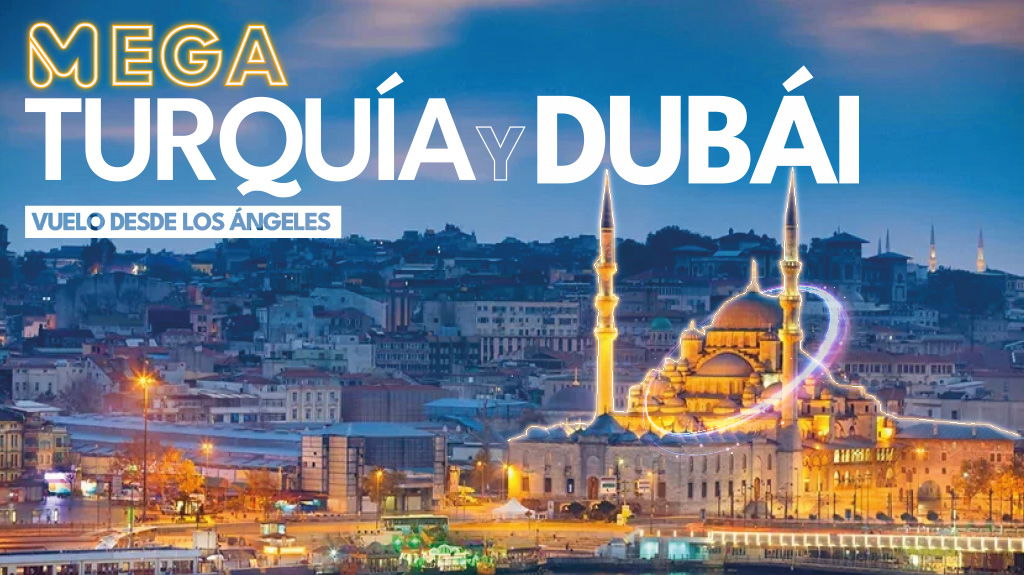 MEGA
TURQUÍA Y DUBÁI
VUELO DESDE LOS ÁNGELES